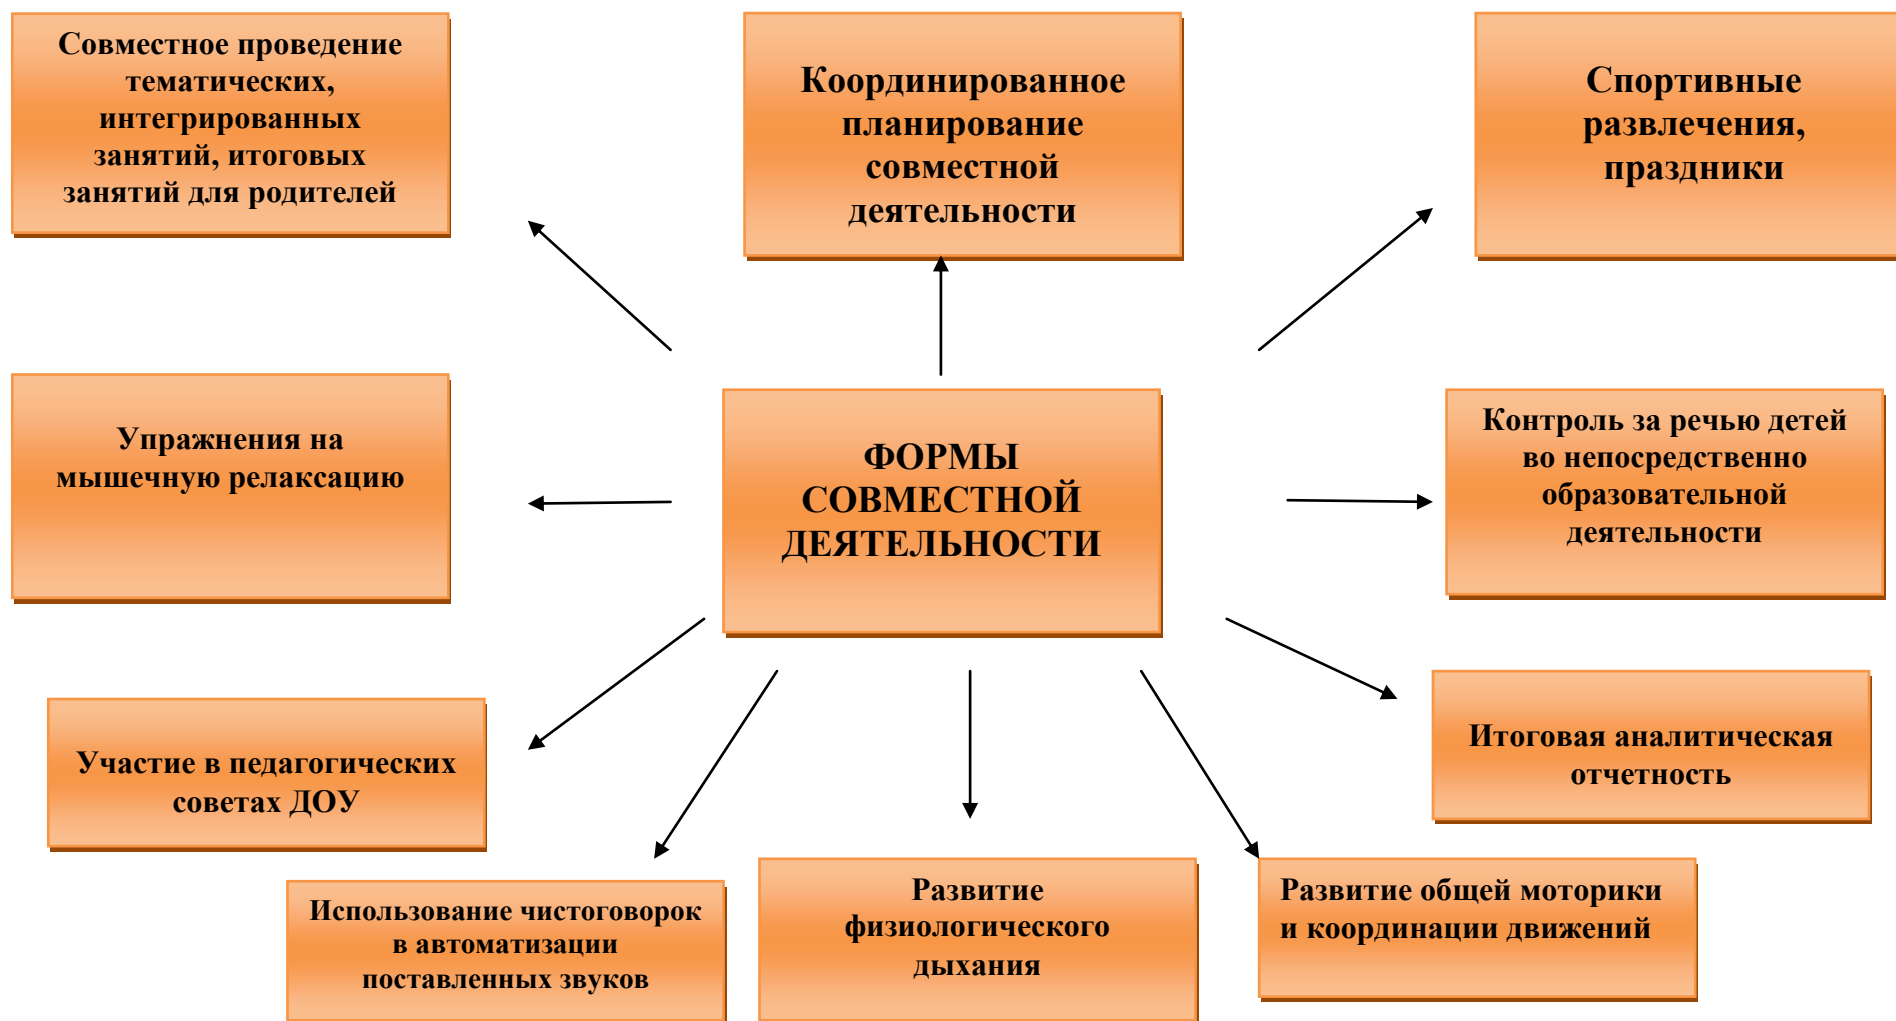 Совместное проведение
тематических,
интегрированных
занятий, итоговых
занятий для родителей
Координированное
планирование
совместной
деятельности
Спортивные
развлечения,
праздники
Упражнения на
мышечную релаксацию
ФОРМЫ
СОВМЕСТНОЙ
ДЕЯТЕЛЬНОСТИ
Контроль за речью детей
во непосредственно
образовательной
деятельности
Участие в педагогических
советах ДОУ
Итоговая аналитическая
отчетность
Использование чистоговорок
в автоматизации
поставленных звуков
Развитие
физиологического
дыхания
Развитие общей моторики
и координации движений